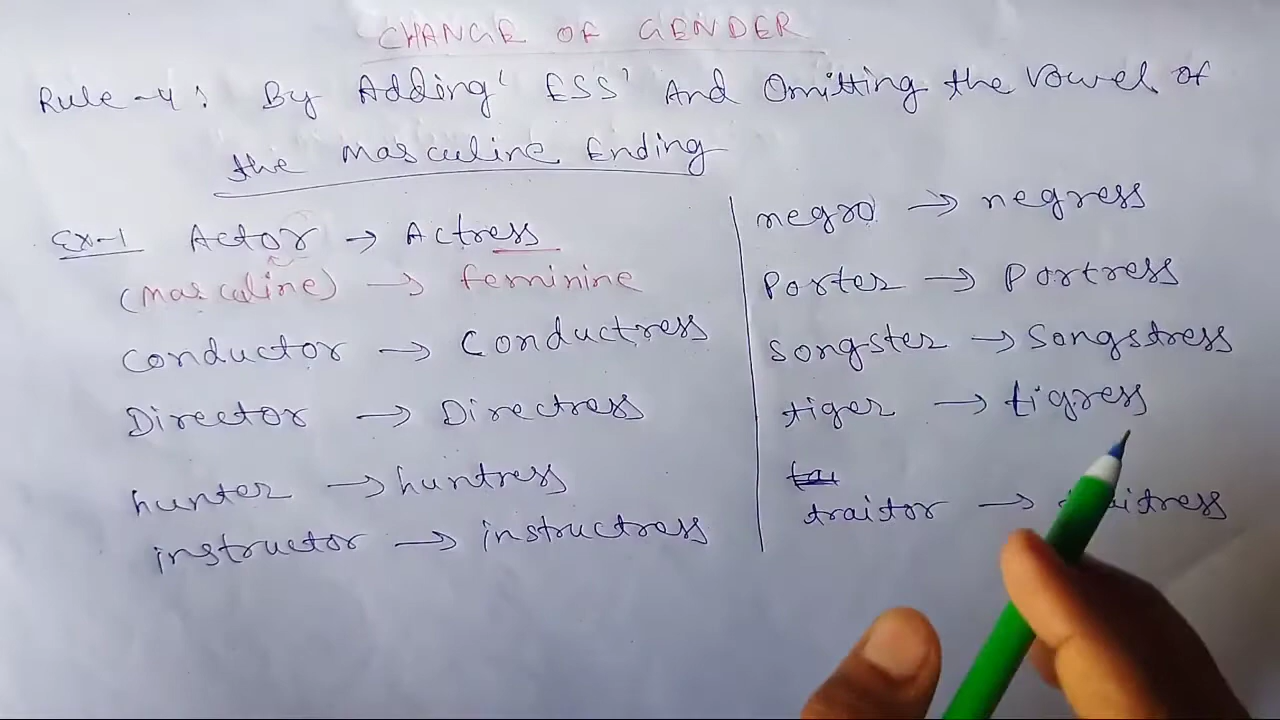 CHANGE OF GENDER
Rule-4: By Adding 'ESS' And Omitting the vowel of
the Masculine Ending
Ex-1 Actor → Actress
(masculine) → feminine
Conductor → Conductress
Director → Directress
hunter → huntress
instructor → instructress
negro → negress
Porter → Portress
Songster → Songstress
tiger → tigress
traitor →